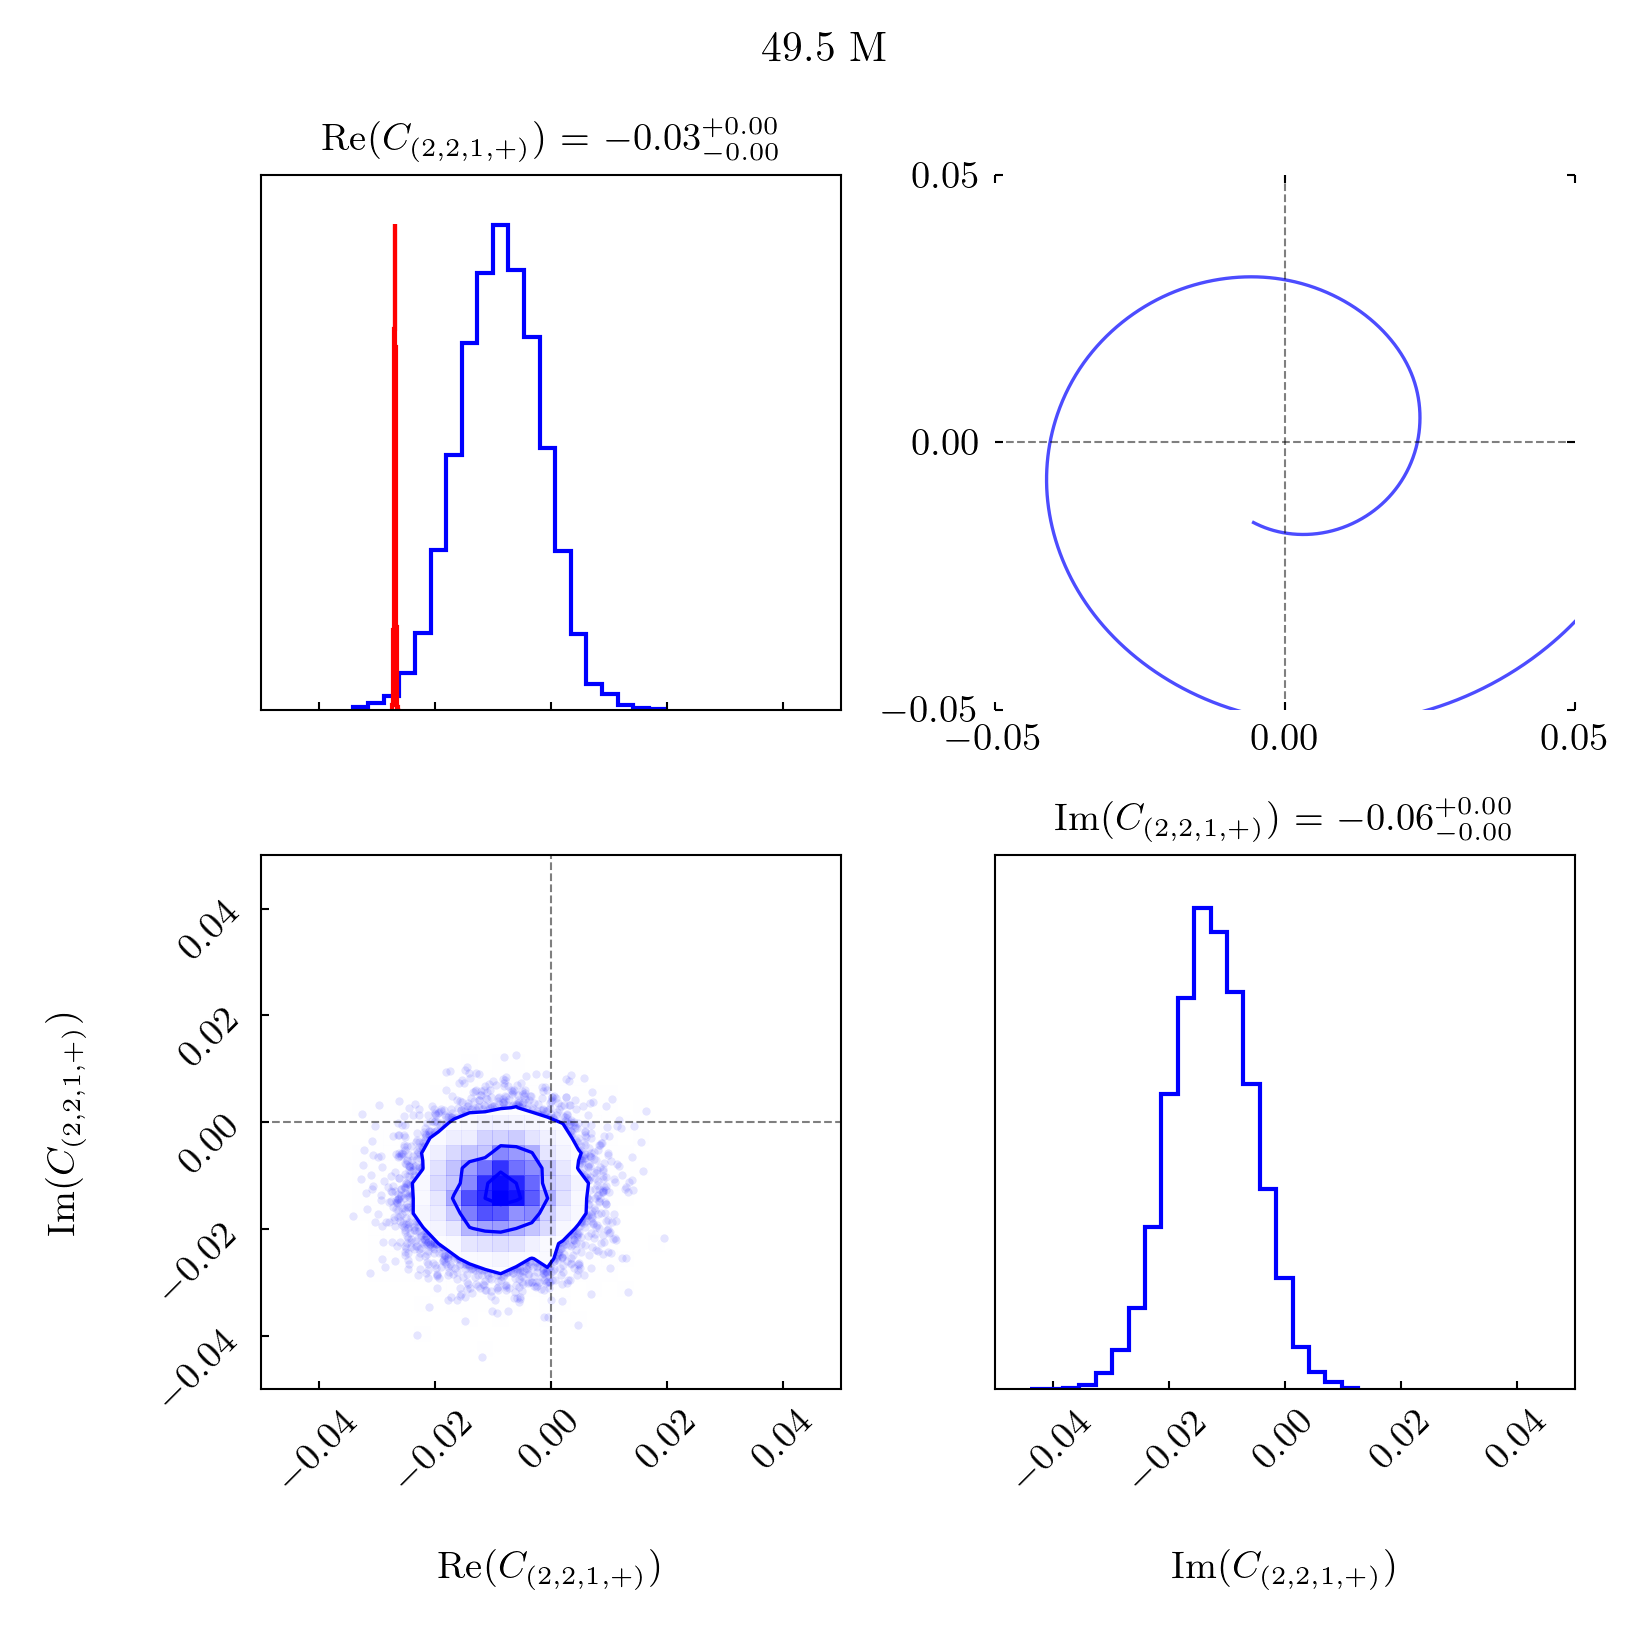 49.5 M
Re(C_{(2,2,1,+)}) = −0.03^{+0.00}_{−0.00}
0.05
0.00
−0.05
−0.05 0.00 0.05
Im(C_{(2,2,1,+)}) = −0.06^{+0.00}_{−0.00}
Im(C_{(2,2,1,+)})
0.04
0.02
0.00
−0.02
−0.04
−0.04 −0.02 0.00 0.02 0.04
−0.04 −0.02 0.00 0.02 0.04
Re(C_{(2,2,1,+)})
Im(C_{(2,2,1,+)})